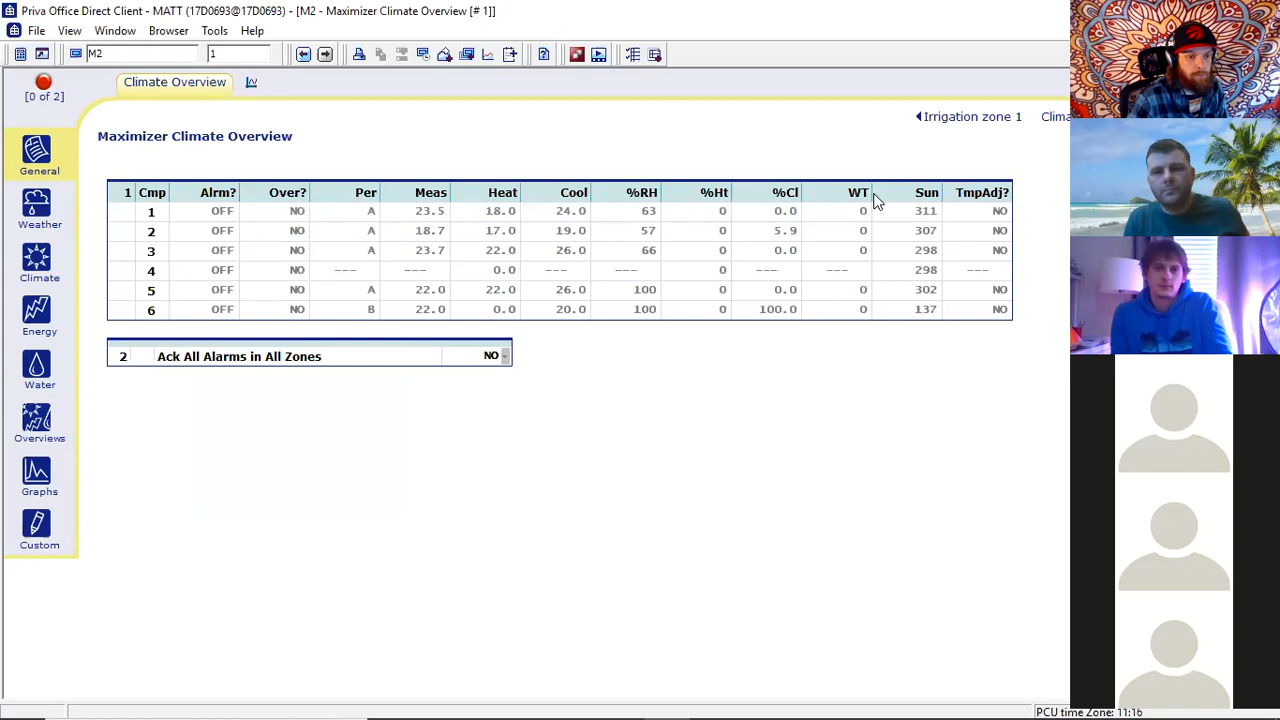 Priva Office Direct Client - MATT (17D0693@17D0693) - [M2 - Maximizer Climate Overview [# 1]]
File View Window Browser Tools Help
M2 1
[0 of 2]
Climate Overview
Irrigation zone 1 Clima
Maximizer Climate Overview
General
Weather
Climate
Energy
Water
Overviews
Graphs
Custom
1 Cmp Alrm? Over? Per Meas Heat Cool %RH %Ht %Cl WT Sun TmpAdj?
1 OFF NO A 23.5 18.0 24.0 63 0 0.0 0 311 NO
2 OFF NO A 18.7 17.0 19.0 57 0 5.9 0 307 NO
3 OFF NO A 23.7 22.0 26.0 66 0 0.0 0 298 NO
4 OFF NO --- --- 0.0 --- --- 0 --- --- 298 ---
5 OFF NO A 22.0 22.0 26.0 100 0 0.0 0 302 NO
6 OFF NO B 22.0 0.0 20.0 100 0 100.0 0 137 NO
2 Ack All Alarms in All Zones NO
PCU time Zone: 11:16